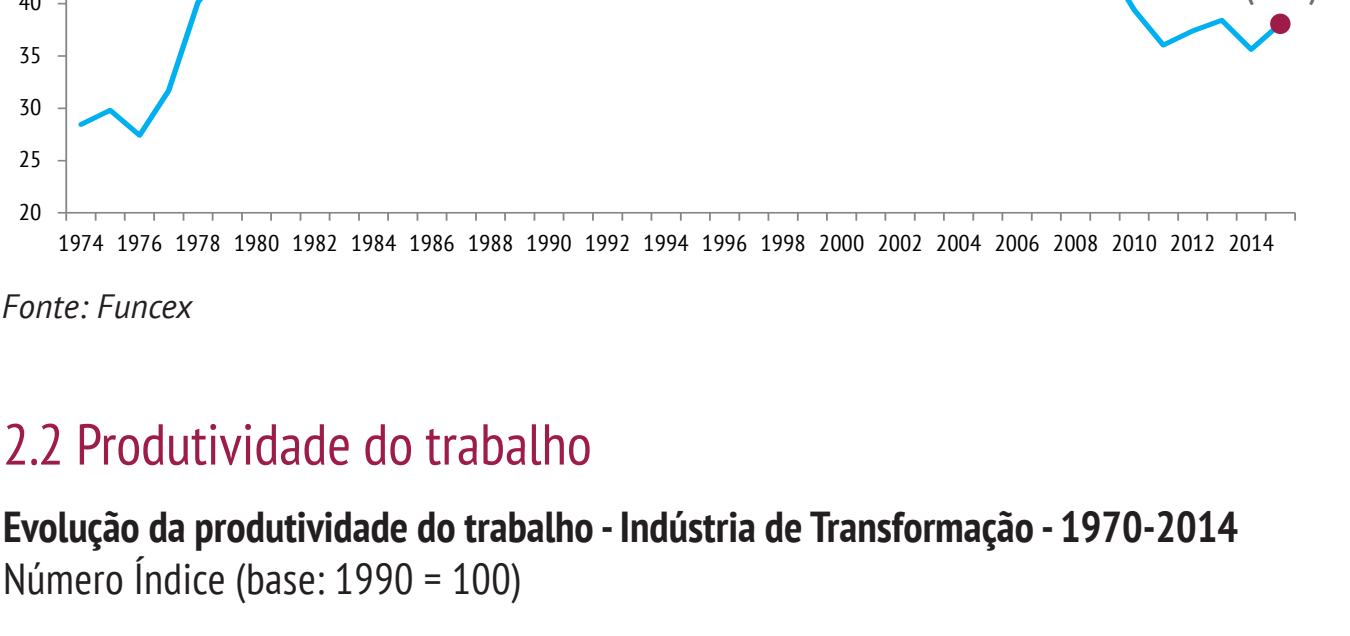 40
35
30
25
20
1974 1976 1978 1980 1982 1984 1986 1988 1990 1992 1994 1996 1998 2000 2002 2004 2006 2008 2010 2012 2014
Fonte: Funcex
2.2 Produtividade do trabalho
Evolução da produtividade do trabalho - Indústria de Transformação - 1970-2014
Número Índice (base: 1990 = 100)